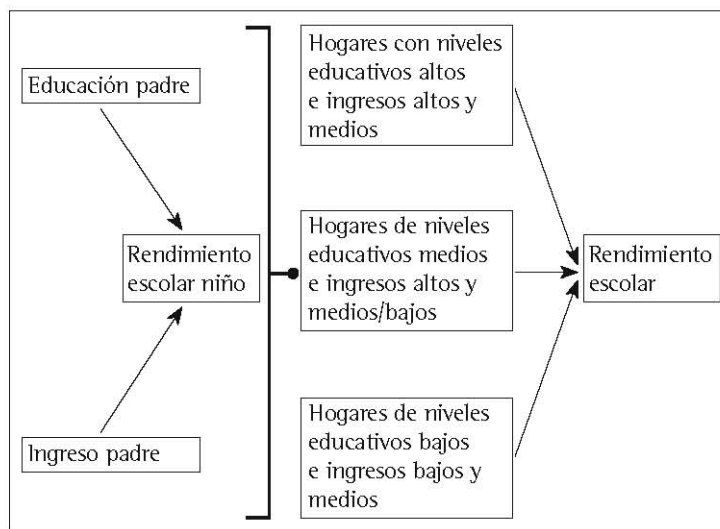 Educación padre
Rendimiento
escolar niño
Ingreso padre
Hogares con niveles
educativos altos
e ingresos altos y
medios
Hogares de niveles
educativos medios
e ingresos altos y
medios/bajos
Hogares de niveles
educativos bajos
e ingresos bajos y
medios
Rendimiento
escolar